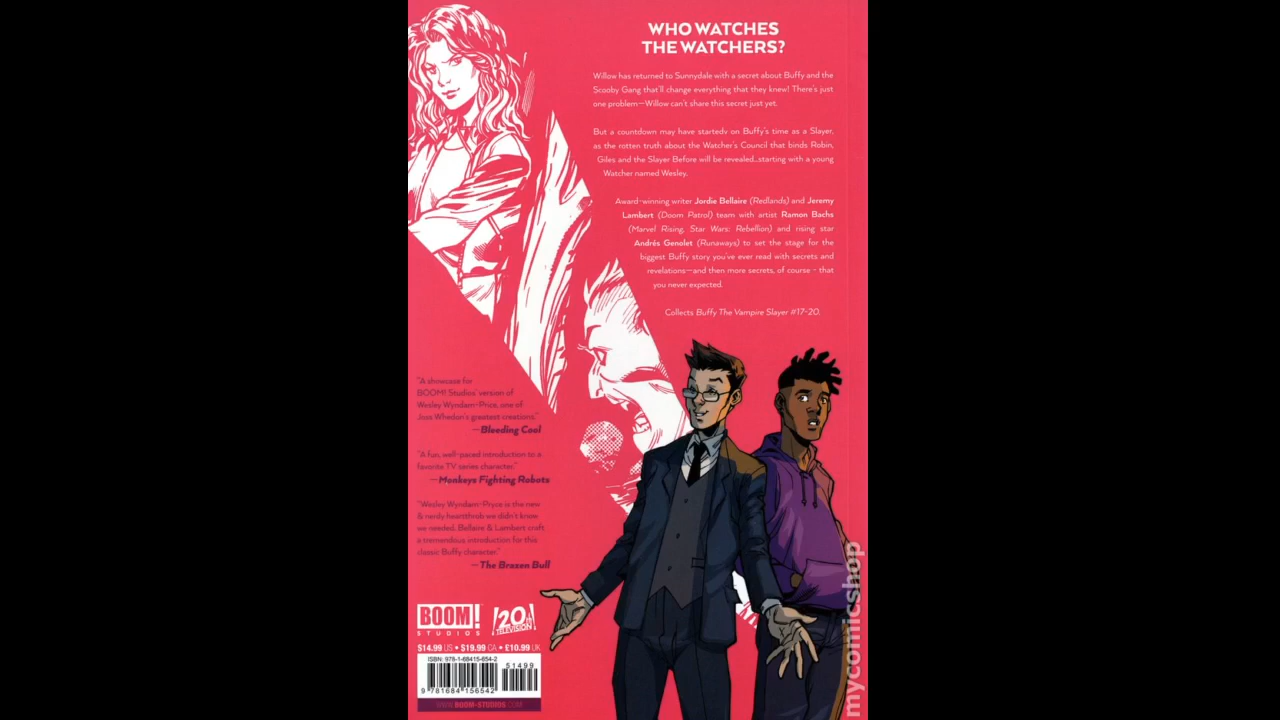 WHO WATCHES
THE WATCHERS?
Willow has returned to Sunnydale with a secret about Buffy and the
Scooby Gang that'll change everything that they knew! There's just
one problem—Willow can't share this secret just yet.
But a countdown may have startedv on Buffy's time as a Slayer,
as the rotten truth about the Watcher's Council that binds Robin,
Giles and the Slayer Before will be revealed...starting with a young
Watcher named Wesley.
Award-winning writer Jordie Bellaire (Redlands) and Jeremy
Lambert (Doom Patrol) team with artist Ramon Bachs
(Marvel Rising, Star Wars: Rebellion) and rising star
Andrés Genolet (Runaways) to set the stage for the
biggest Buffy story you've ever read with secrets and
revelations—and then more secrets, of course - that
you never expected.
Collects Buffy The Vampire Slayer #17-20.
"A showcase for
BOOM! Studios' version of
Wesley Wyndam-Price, one of
Joss Whedon's greatest creations."
—Bleeding Cool
"A fun, well-paced introduction to a
favorite TV series character."
—Monkeys Fighting Robots
"Wesley Wyndam-Pryce is the new
& nerdy heartthrob we didn't know
we needed. Bellaire & Lambert craft
a tremendous introduction for this
classic Buffy character."
—The Brazen Bull
BOOM!
STUDIOS
20th
TELEVISION
$14.99 US • $19.99 CA • £10.99 UK
ISBN: 978-1-68415-654-2
51499
9 781684 156542
WWW.BOOM-STUDIOS.COM
mycomicshop